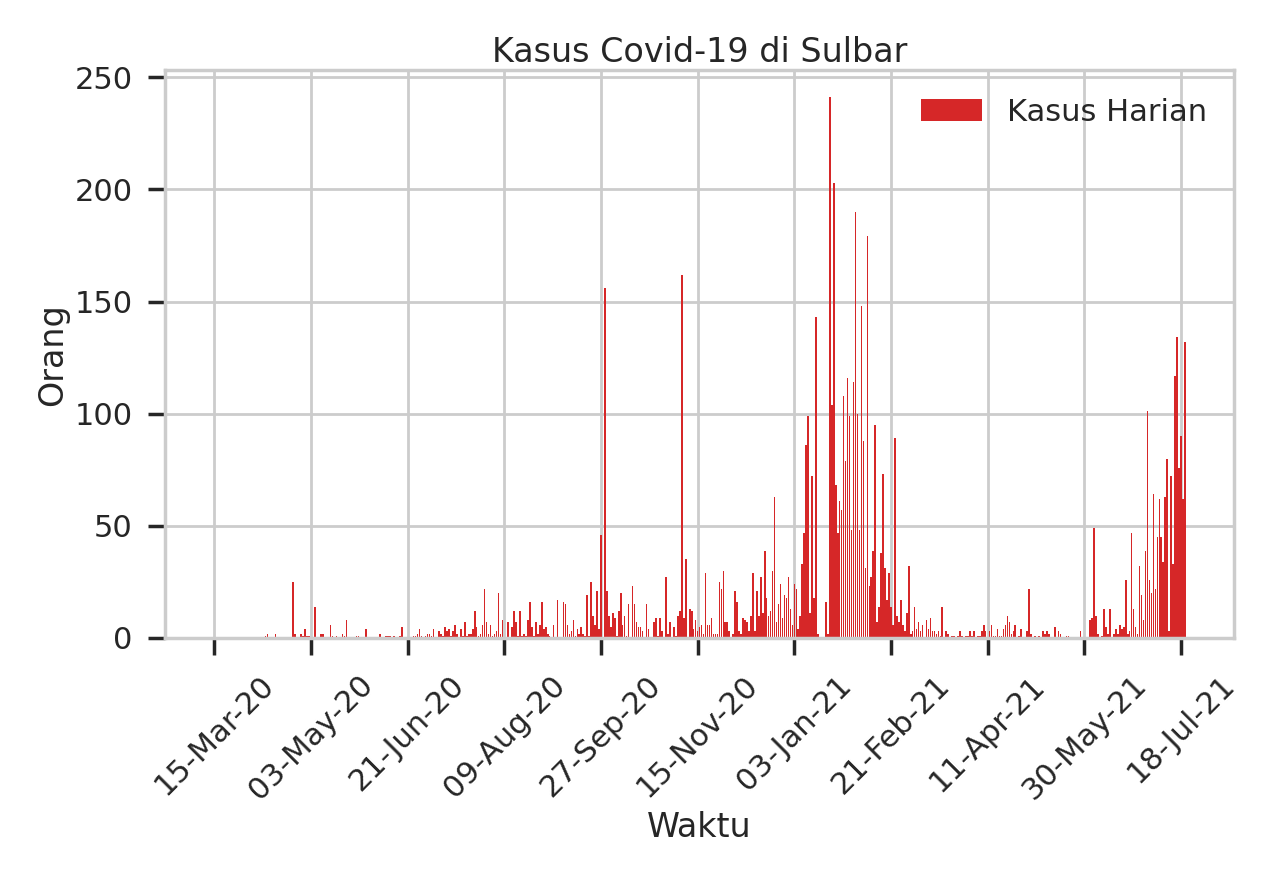 Kasus Covid-19 di Sulbar
Kasus Harian
Orang
250
200
150
100
50
0
15-Mar-20
03-May-20
21-Jun-20
09-Aug-20
27-Sep-20
15-Nov-20
03-Jan-21
21-Feb-21
11-Apr-21
30-May-21
18-Jul-21
Waktu